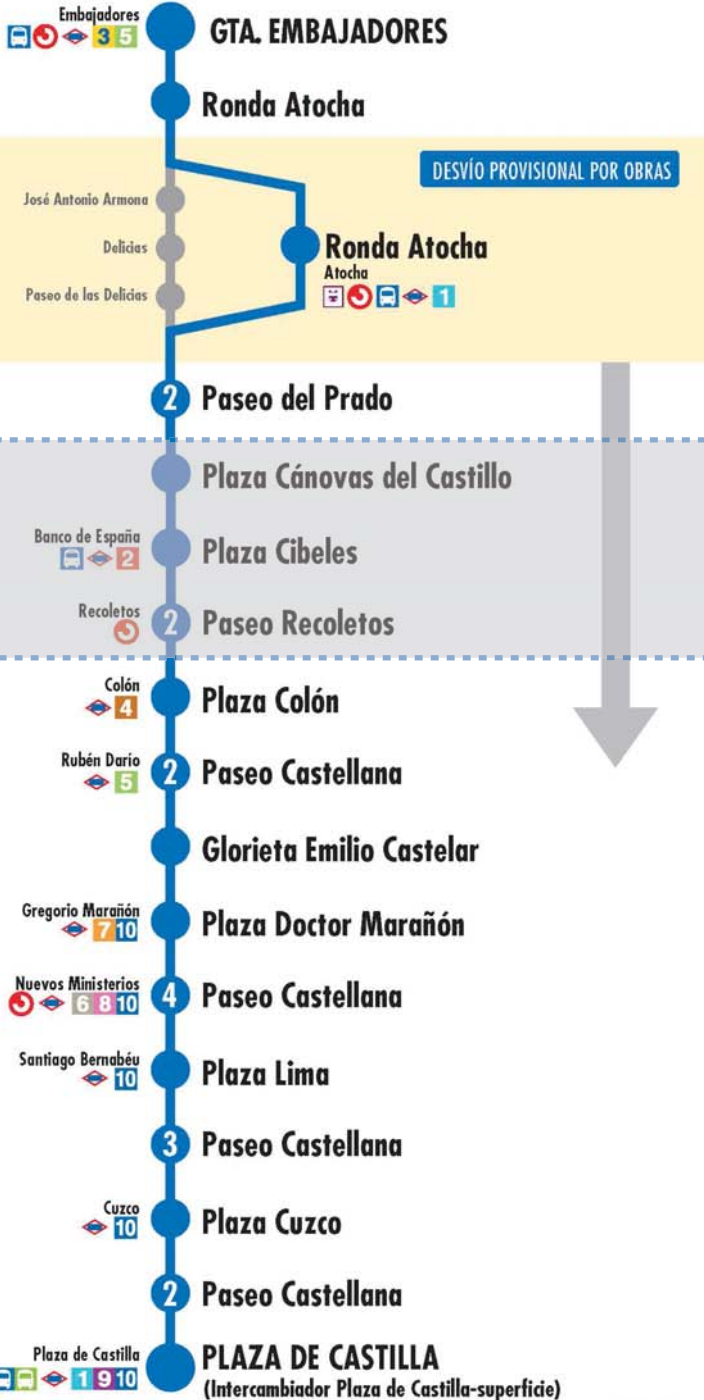 Embajadores
3 5
GTA. EMBAJADORES
Ronda Atocha
DESVÍO PROVISIONAL POR OBRAS
José Antonio Armona
Delicias
Paseo de las Delicias
Ronda Atocha
Atocha
1
2 Paseo del Prado
Plaza Cánovas del Castillo
Banco de España
2
Plaza Cibeles
Recoletos
2 Paseo Recoletos
Colón
4
Plaza Colón
Rubén Darío
5
2 Paseo Castellana
Glorieta Emilio Castelar
Gregorio Marañón
7 10
Plaza Doctor Marañón
Nuevos Ministerios
6 8 10
4 Paseo Castellana
Santiago Bernabéu
10
Plaza Lima
3 Paseo Castellana
Cuzco
10
Plaza Cuzco
2 Paseo Castellana
Plaza de Castilla
1 9 10
PLAZA DE CASTILLA
(Intercambiador Plaza de Castilla-superficie)